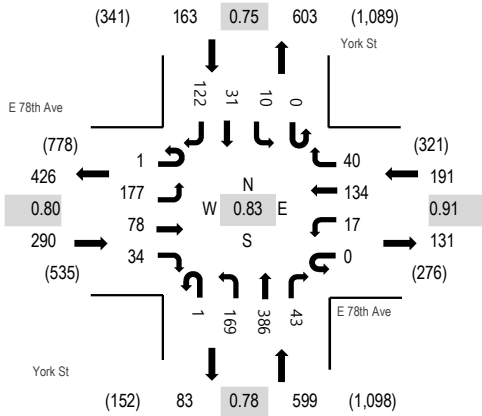 (341) 163 0.75 603 (1,089)
York St
E 78th Ave
122 31 10 0
(778) (321)
1 40
426 191
177 N 134
0.80 W 0.83 E 0.91
78 17
290 S 131
34 0
(535) (276)
1 169 386 43
E 78th Ave
York St
(152) 83 0.78 599 (1,098)